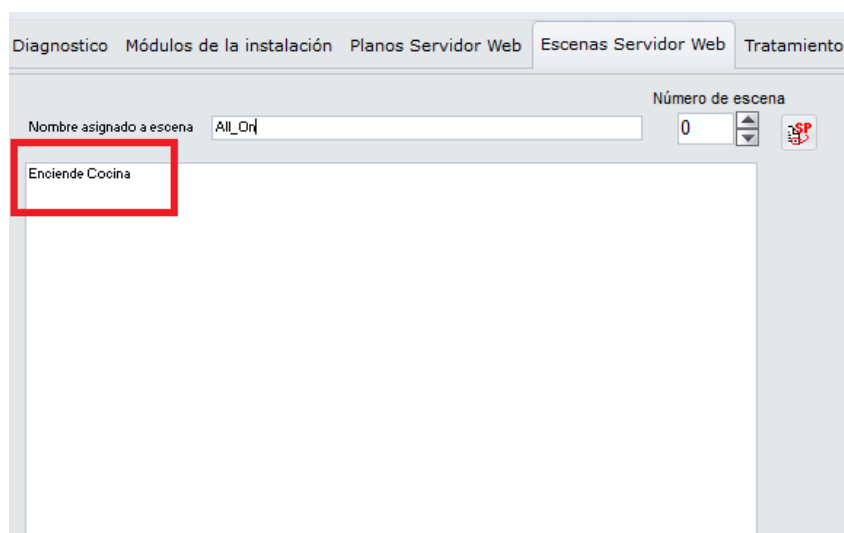 Diagnostico Módulos de la instalación Planos Servidor Web Escenas Servidor Web Tratamiento
Número de escena
Nombre asignado a escena All_On 0 SP
Enciende Cocina